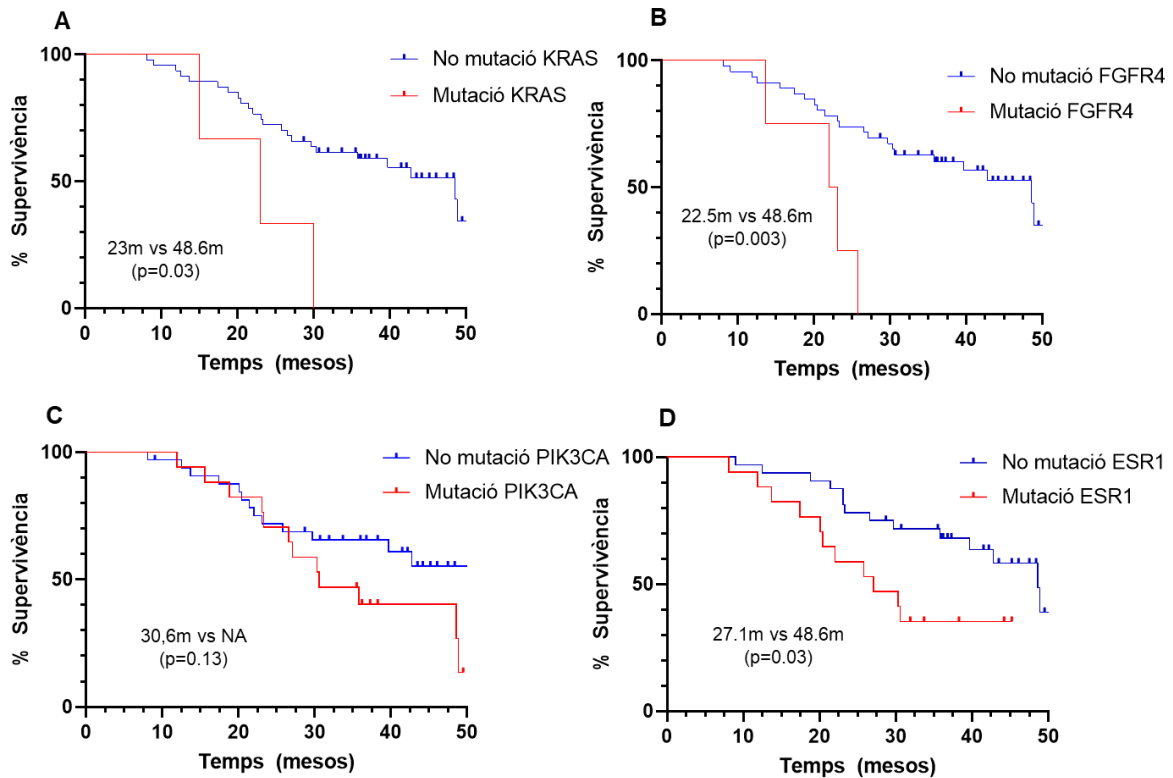 A
% Supervivència
100
50
0
No mutació KRAS
Mutació KRAS
23m vs 48.6m
(p=0.03)
0 10 20 30 40 50
Temps (mesos)
B
% Supervivència
100
50
0
No mutació FGFR4
Mutació FGFR4
22.5m vs 48.6m
(p=0.003)
0 10 20 30 40 50
Temps (mesos)
C
% Supervivència
100
50
0
No mutació PIK3CA
Mutació PIK3CA
30,6m vs NA
(p=0.13)
0 10 20 30 40 50
Temps (mesos)
D
% Supervivència
100
50
0
No mutació ESR1
Mutació ESR1
27.1m vs 48.6m
(p=0.03)
0 10 20 30 40 50
Temps (mesos)